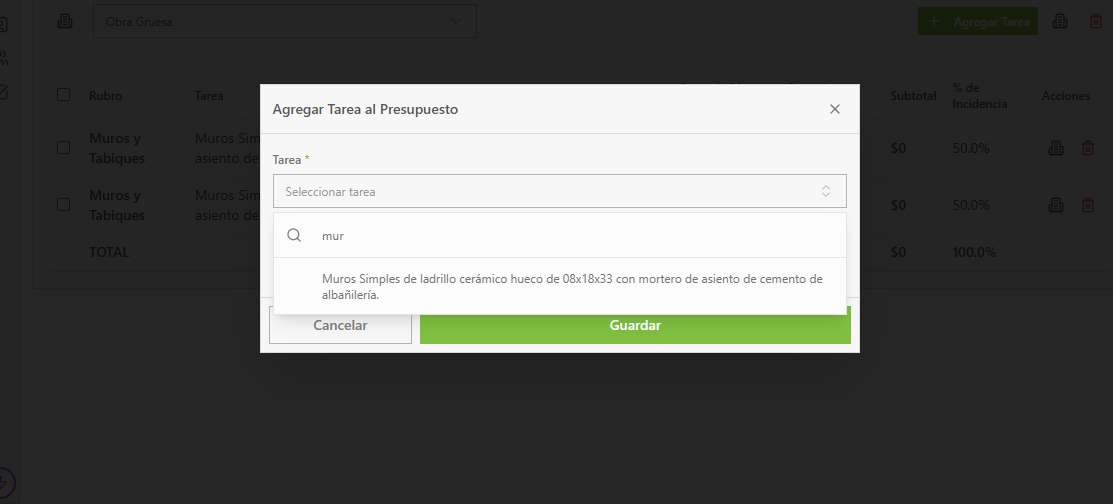 Obra Gruesa
+ Agregar Tarea
Agregar Tarea al Presupuesto
Rubro
Tarea
Subtotal
% de
Incidencia
Acciones
Tarea *
Seleccionar tarea
mur
Muros Simples de ladrillo cerámico hueco de 08x18x33 con mortero de asiento de cemento de
albañilería.
Cancelar
Guardar
Muros y
Tabiques
Muros Sim
asiento de
$0
50.0%
Muros y
Tabiques
Muros Sim
asiento de
$0
50.0%
TOTAL
$0
100.0%